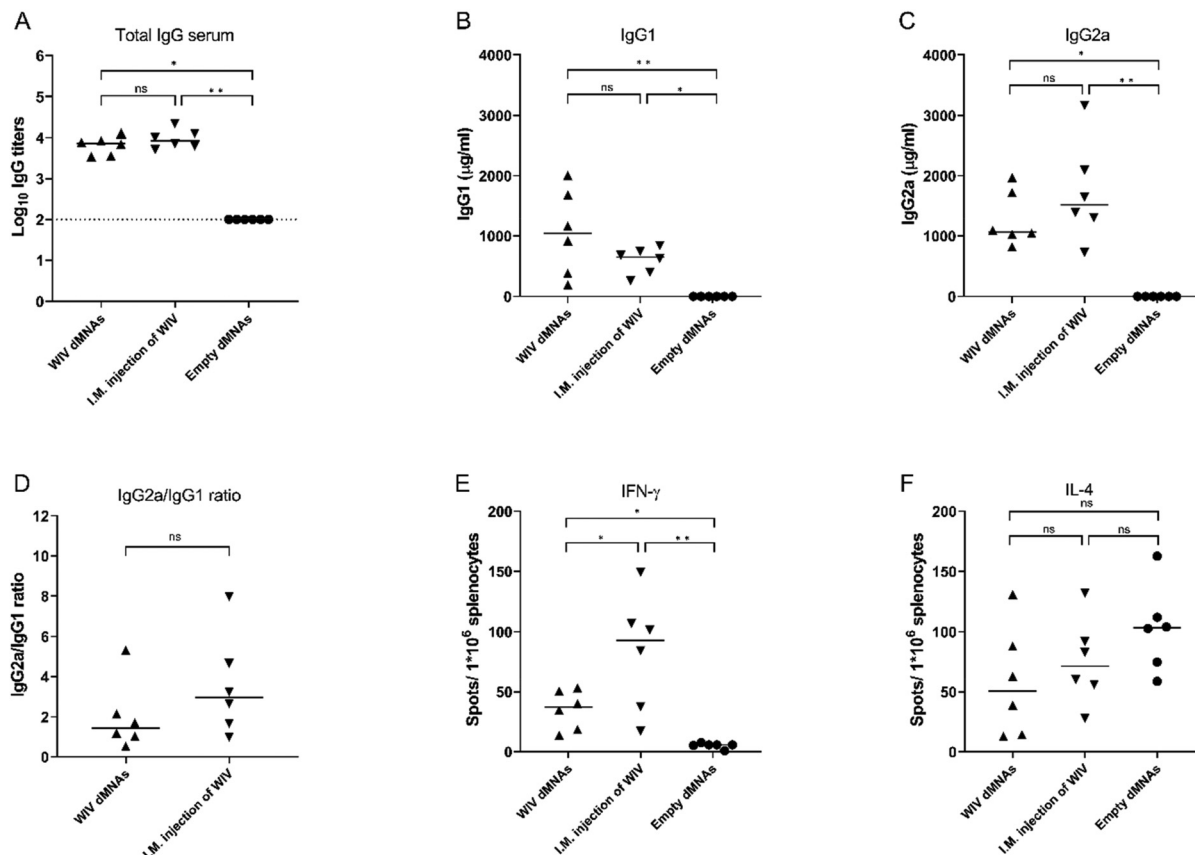 A
Total IgG serum
Log10 IgG titers
6
5
4
3
2
1
0
*
ns
**
WIV dMNAs
I.M. injection of WIV
Empty dMNAs
B
IgG1
IgG1 (μg/ml)
4000
3000
2000
1000
0
**
ns
*
WIV dMNAs
I.M. injection of WIV
Empty dMNAs
C
IgG2a
IgG2a (μg/ml)
4000
3000
2000
1000
0
*
ns
**
WIV dMNAs
I.M. injection of WIV
Empty dMNAs
D
IgG2a/IgG1 ratio
IgG2a/IgG1 ratio
12
10
8
6
4
2
0
ns
WIV dMNAs
I.M. injection of WIV
E
IFN-γ
Spots/ 1*10⁶ splenocytes
200
150
100
50
0
*
*
**
WIV dMNAs
I.M. injection of WIV
Empty dMNAs
F
IL-4
Spots/ 1*10⁶ splenocytes
200
150
100
50
0
ns
ns
ns
WIV dMNAs
I.M. injection of WIV
Empty dMNAs